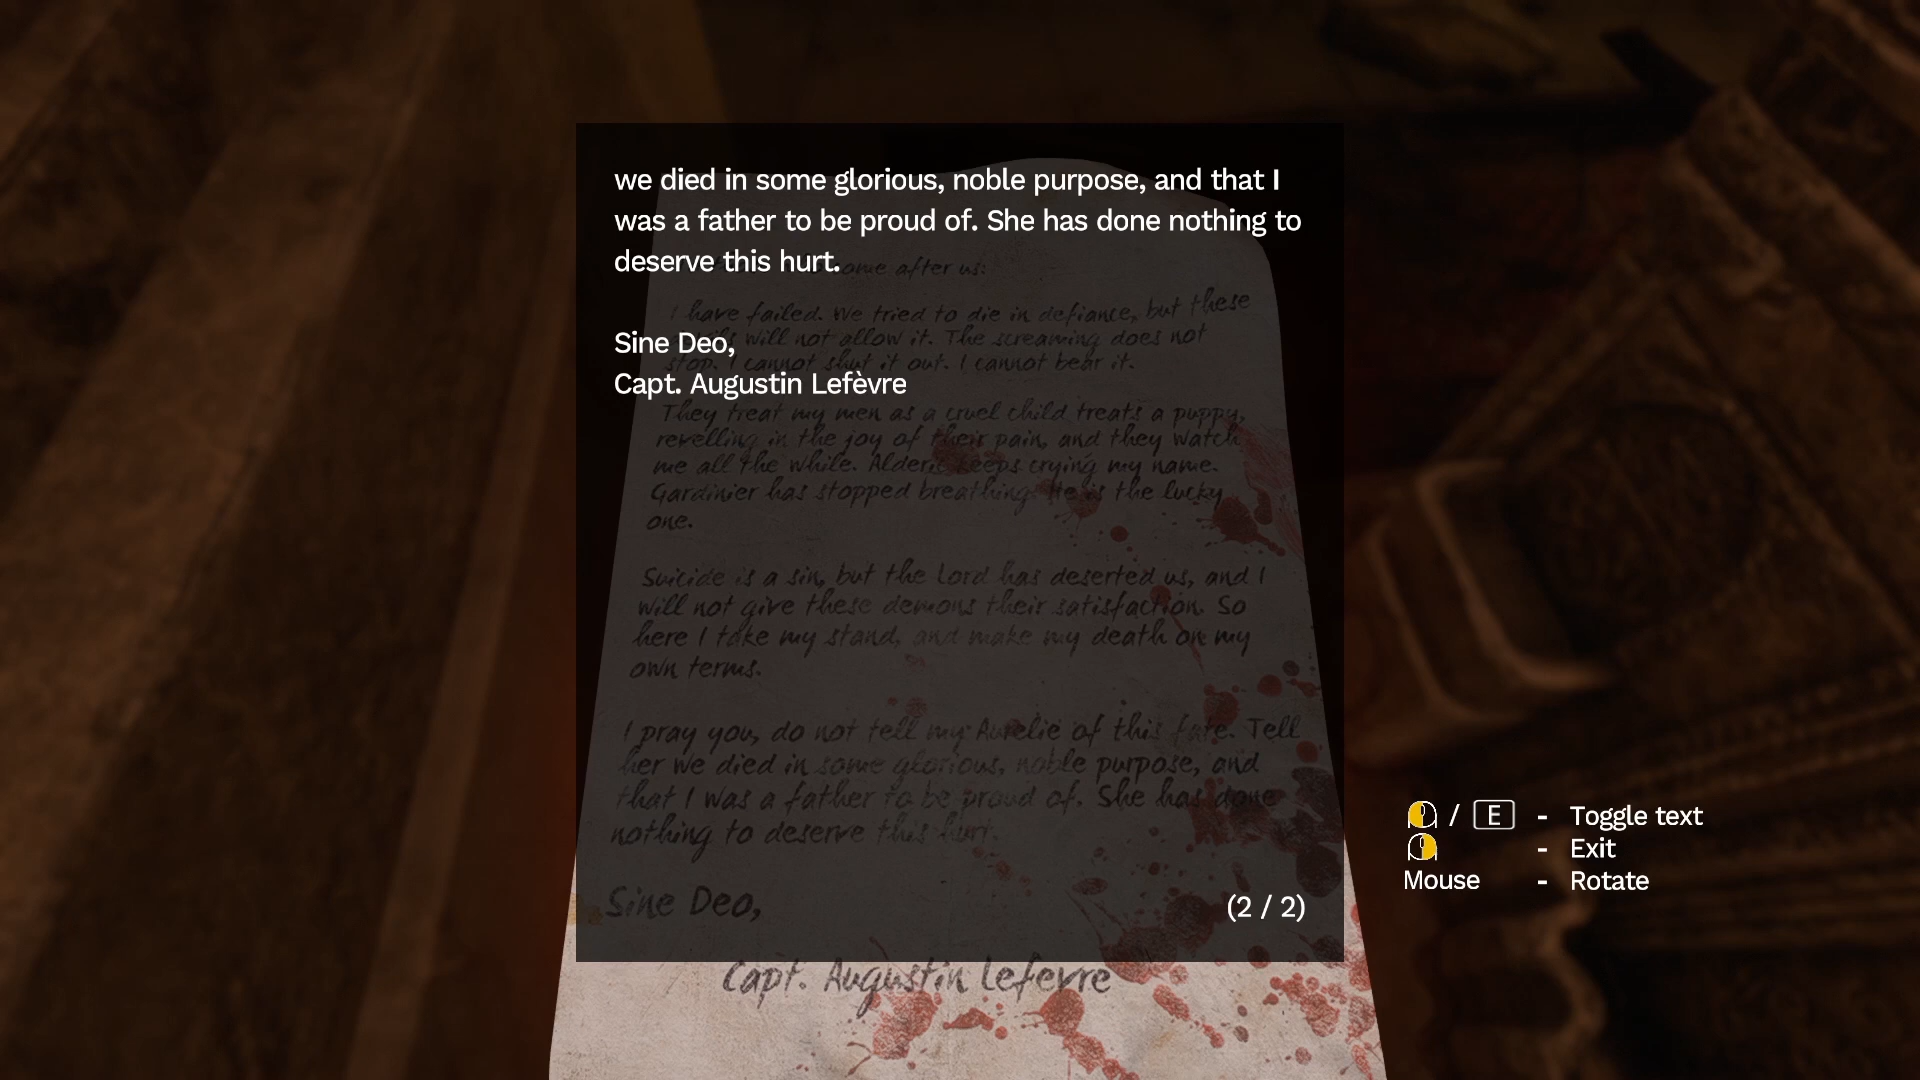 we died in some glorious, noble purpose, and that I
was a father to be proud of. She has done nothing to
deserve this hurt.
Sine Deo,
Capt. Augustin Lefèvre
(2 / 2)
come after us:
I have failed. We tried to die in defiance, but these
will not allow it. The screaming does not
stop. I cannot shut it out. I cannot bear it.
They treat my men as a cruel child treats a puppy,
revelling in the joy of their pain, and they watch
me all the while. Alderic keeps crying my name.
Gardinier has stopped breathing. He is the lucky
one.
Suicide is a sin, but the Lord has deserted us, and I
will not give these demons their satisfaction. So
here I take my stand, and make my death on my
own terms.
I pray you, do not tell my Aurelie of this fate. Tell
her we died in some glorious, noble purpose, and
that I was a father to be proud of. She has done
nothing to deserve this hurt.
Sine Deo,
Capt. Augustin Lefevre
/ E - Toggle text
- Exit
Mouse - Rotate